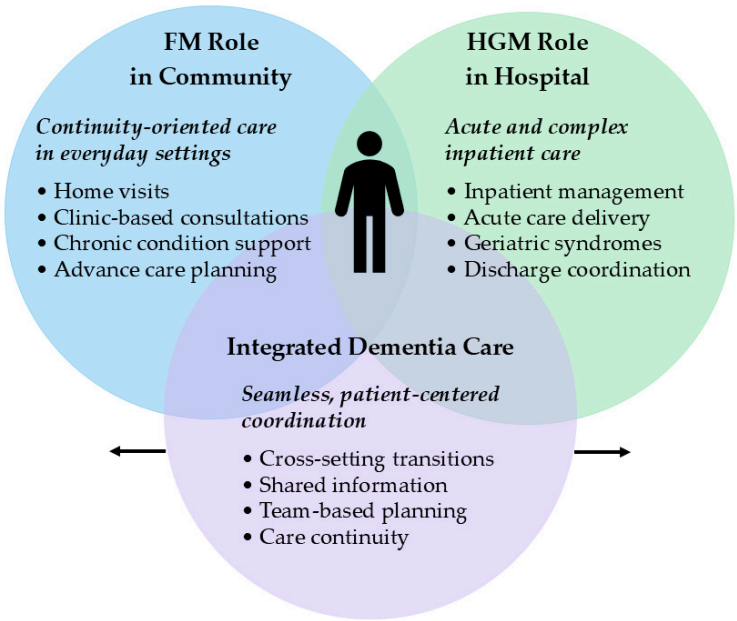 FM Role
in Community
Continuity-oriented care
in everyday settings
• Home visits
• Clinic-based consultations
• Chronic condition support
• Advance care planning
HGM Role
in Hospital
Acute and complex
inpatient care
• Inpatient management
• Acute care delivery
• Geriatric syndromes
• Discharge coordination
Integrated Dementia Care
Seamless, patient-centered
coordination
• Cross-setting transitions
• Shared information
• Team-based planning
• Care continuity